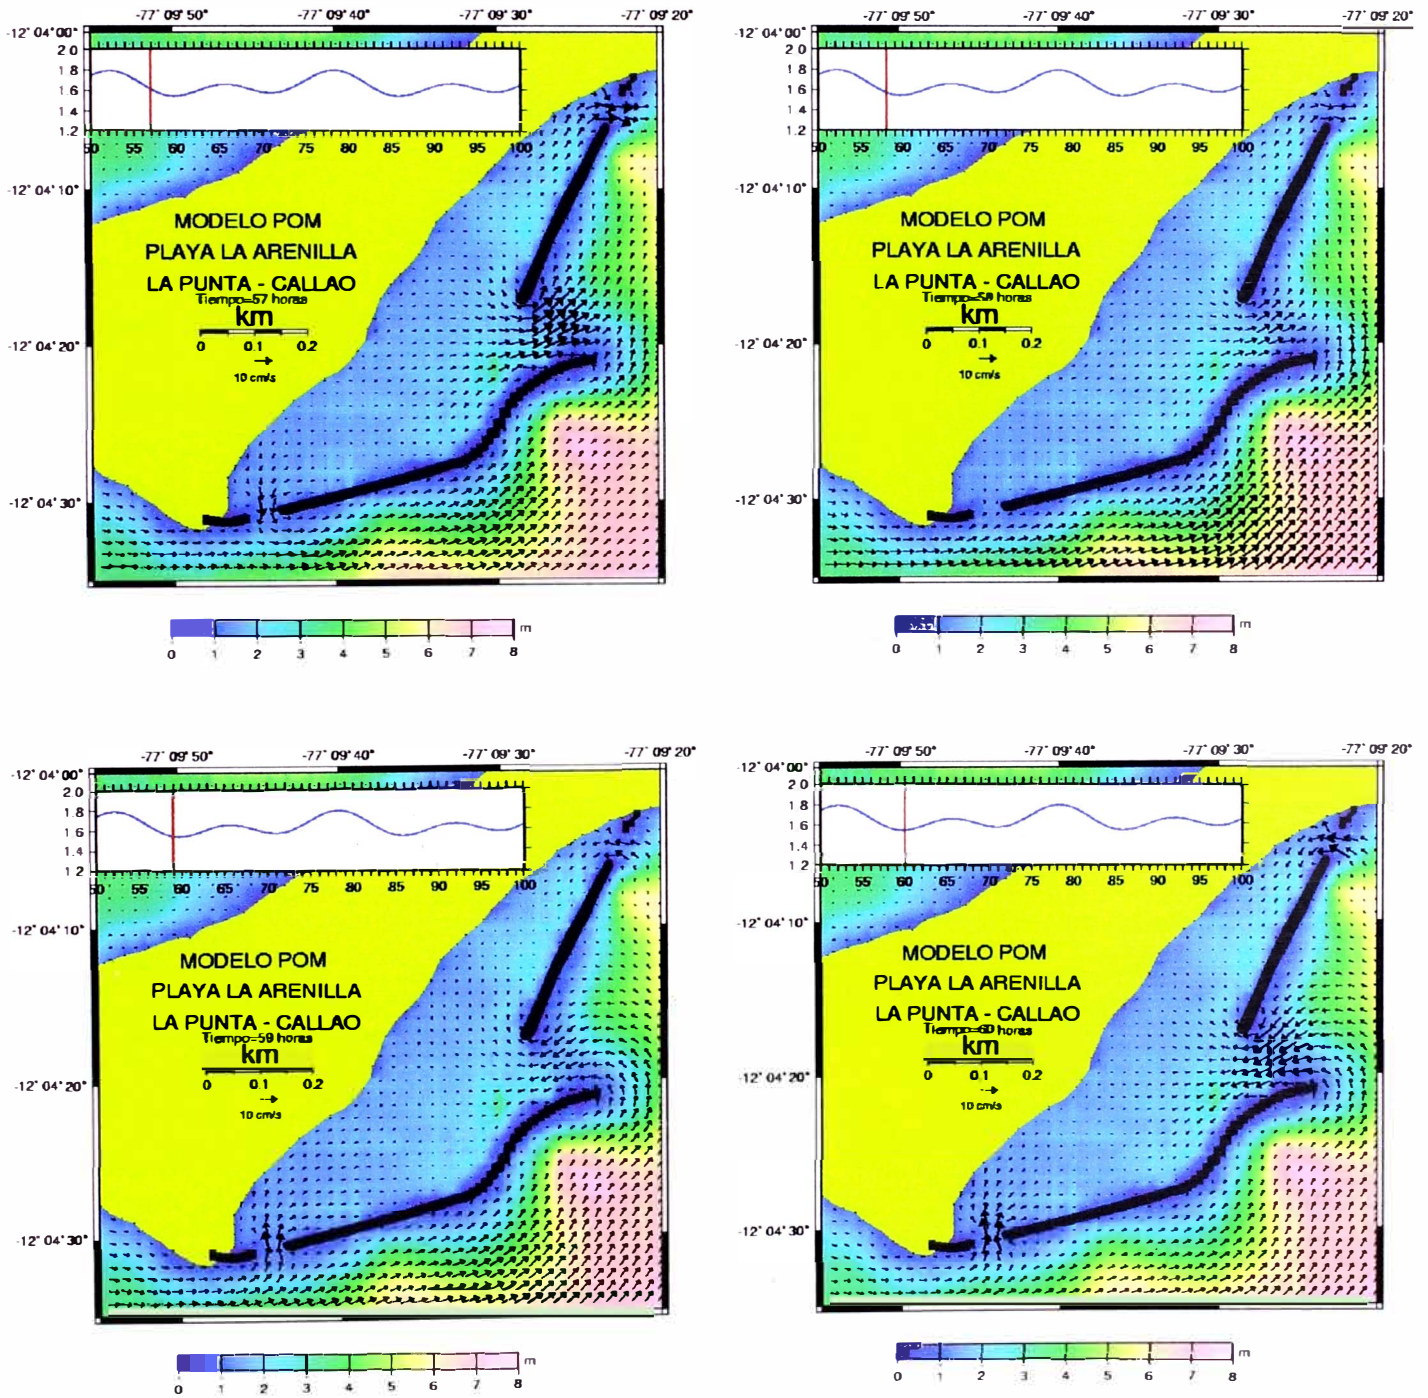 -77° 09' 50" -77° 09' 40" -77° 09' 30" -77° 09' 20"
-12° 04' 00"
2 0
1.8
1.6
1 4
1.2
50 55 60 65 70 75 80 85 90 95 100
-12° 04' 10"
MODELO POM
PLAYA LA ARENILLA
LA PUNTA - CALLAO
Tiempo=57 horas
km
0 0.1 0.2
10 cm/s
-12° 04' 20"
-12° 04' 30"
m
0 1 2 3 4 5 6 7 8
-77° 09' 50" -77° 09' 40" -77° 09' 30" -77° 09' 20"
-12° 04' 00"
2 0
1.8
1.6
1 4
1.2
50 55 60 65 70 75 80 85 90 95 100
-12° 04' 10"
MODELO POM
PLAYA LA ARENILLA
LA PUNTA - CALLAO
Tiempo=58 horas
km
0 0.1 0.2
10 cm/s
-12° 04' 20"
-12° 04' 30"
m
0 1 2 3 4 5 6 7 8
-77° 09' 50" -77° 09' 40" -77° 09' 30" -77° 09' 20"
-12° 04' 00"
2 0
1.8
1 6
1.4
1 2
50 55 60 65 70 75 80 85 90 95 100
-12° 04' 10"
MODELO POM
PLAYA LA ARENILLA
LA PUNTA - CALLAO
Tiempo=59 horas
km
0 0.1 0.2
10 cm/s
-12° 04' 20"
-12° 04' 30"
m
0 1 2 3 4 5 6 7 8
-77° 09' 50" -77° 09' 40" -77° 09' 30" -77° 09' 20"
-12° 04' 00"
2 0
1.8
1.6
1.4
1 2
50 55 60 65 70 75 80 85 90 95 100
-12° 04' 10"
MODELO POM
PLAYA LA ARENILLA
LA PUNTA - CALLAO
Tiempo=60 horas
km
0 0.1 0.2
10 cm/s
-12° 04' 20"
-12° 04' 30"
m
0 1 2 3 4 5 6 7 8